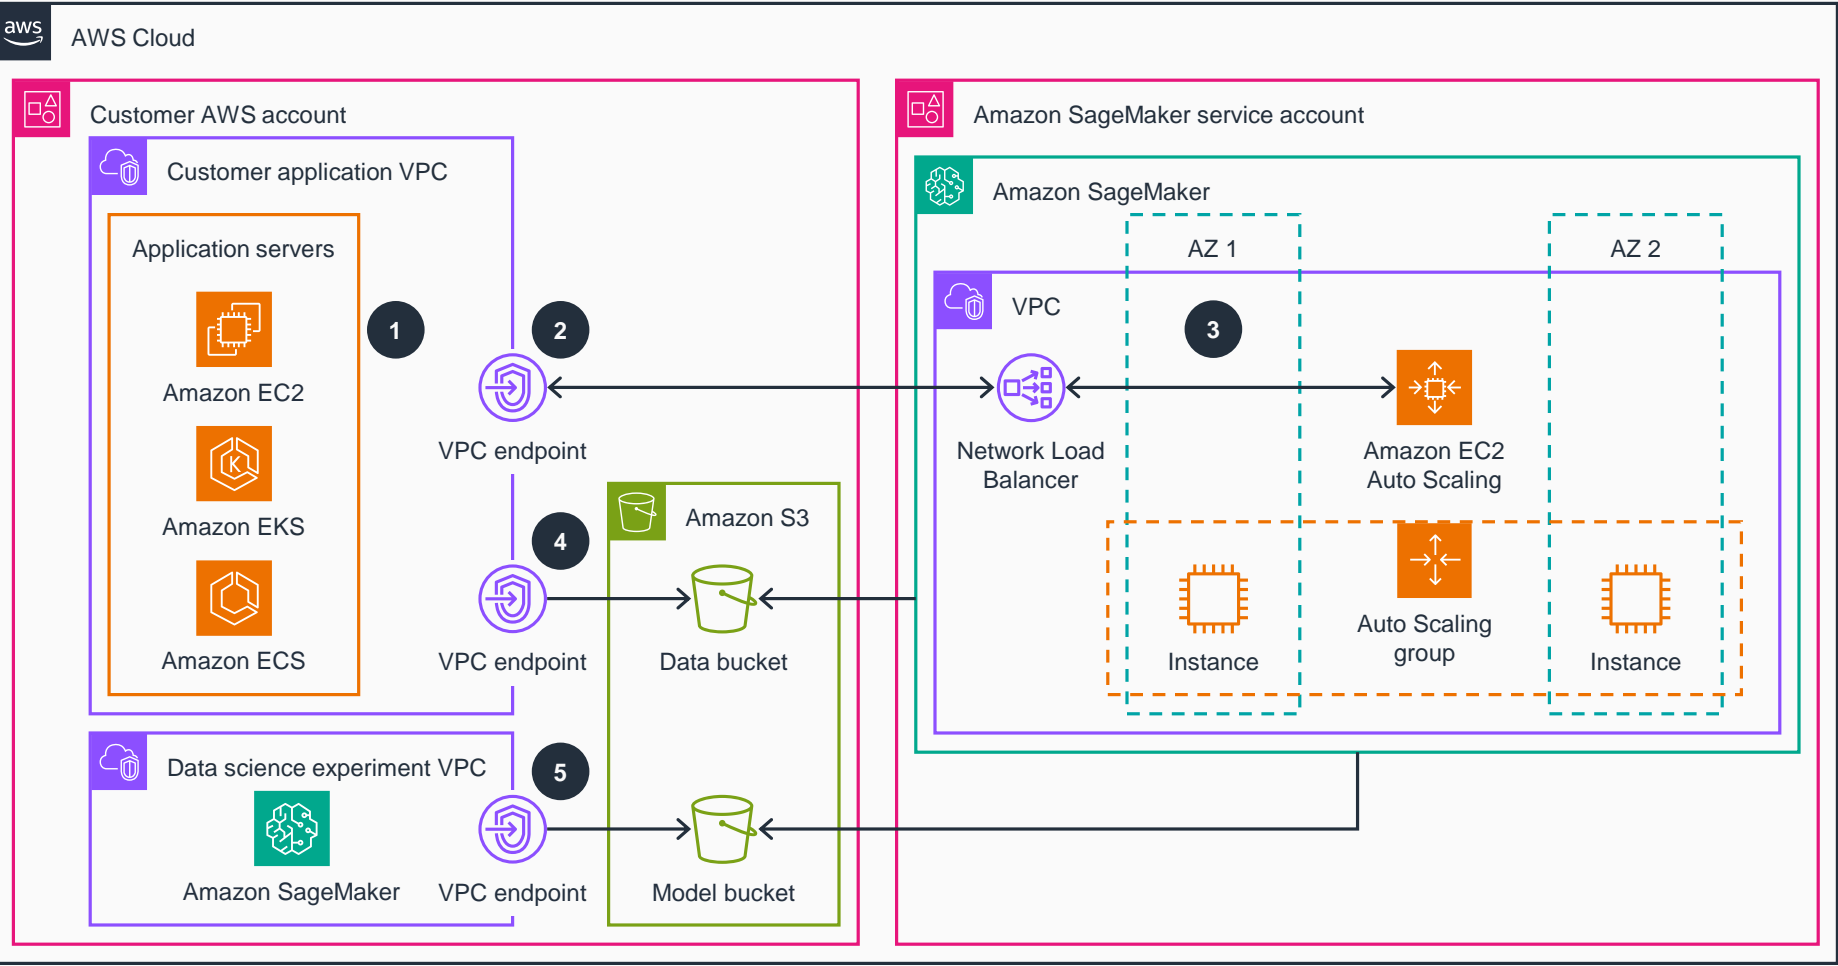 aws
AWS Cloud
Customer AWS account
Customer application VPC
Application servers
Amazon EC2
Amazon EKS
Amazon ECS
1
2
VPC endpoint
4
VPC endpoint
Amazon S3
Data bucket
Model bucket
Data science experiment VPC
Amazon SageMaker
5
VPC endpoint
Amazon SageMaker service account
Amazon SageMaker
AZ 1
AZ 2
VPC
3
Network Load
Balancer
Amazon EC2
Auto Scaling
Instance
Auto Scaling
group
Instance
K